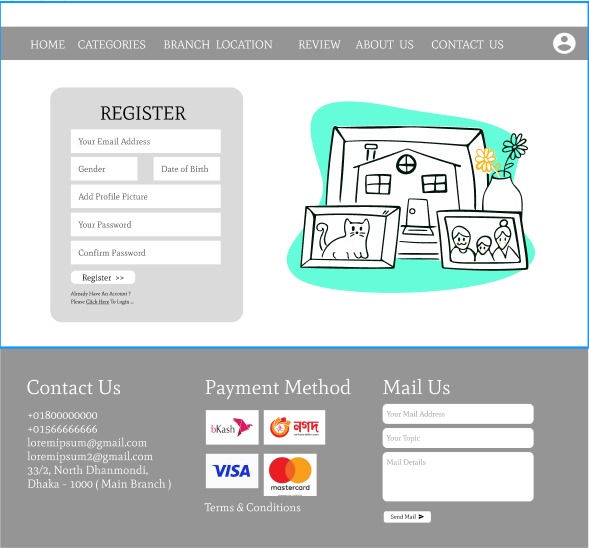 HOME CATEGORIES BRANCH LOCATION REVIEW ABOUT US CONTACT US
REGISTER
Your Email Address
Gender Date of Birth
Add Profile Picture
Your Password
Confirm Password
Register >>
Already Have An Account ?
Please Click Here To Login ...
Contact Us
+01800000000
+01566666666
loremipsum@gmail.com
loremipsum2@gmail.com
33/2, North Dhanmondi,
Dhaka - 1000 ( Main Branch )
Payment Method
bKash নগদ
VISA mastercard
Terms & Conditions
Mail Us
Your Mail Address
Your Topic
Mail Details
Send Mail